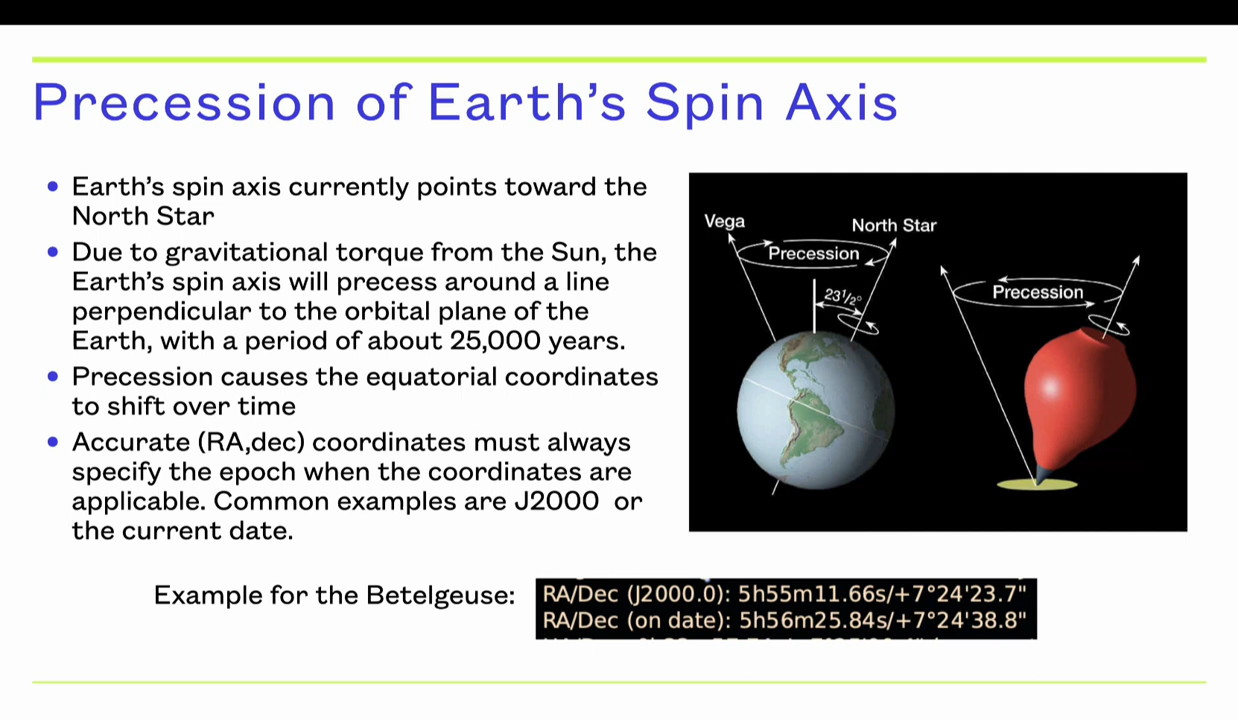 Precession of Earth's Spin Axis
• Earth's spin axis currently points toward the
North Star
• Due to gravitational torque from the Sun, the
Earth's spin axis will precess around a line
perpendicular to the orbital plane of the
Earth, with a period of about 25,000 years.
• Precession causes the equatorial coordinates
to shift over time
• Accurate (RA,dec) coordinates must always
specify the epoch when the coordinates are
applicable. Common examples are J2000 or
the current date.
Vega
North Star
Precession
23½°
Precession
Example for the Betelgeuse:
RA/Dec (J2000.0): 5h55m11.66s/+7°24'23.7"
RA/Dec (on date): 5h56m25.84s/+7°24'38.8"